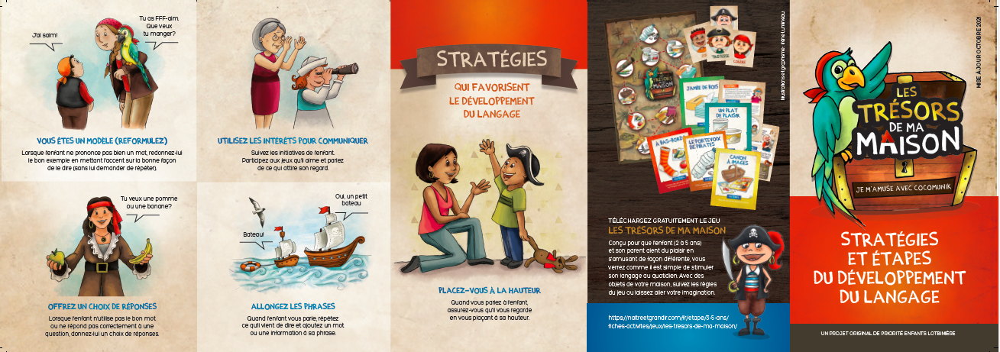 J'ai saim!
Tu as FFF-aim.
Que veux
tu manger?
VOUS ÊTES UN MODÈLE (REFORMULEZ)
Lorsque l'enfant ne prononce pas bien un mot, redonnez-lui
le bon exemple en mettant l'accent sur la bonne façon
de le dire (sans lui demander de répéter).
UTILISEZ LES INTÉRÊTS POUR COMMUNIQUER
Suivez les initiatives de l'enfant.
Participez aux jeux qu'il aime et parlez
de ce qui attire son regard.
Tu veux une pomme
ou une banane?
OFFREZ UN CHOIX DE RÉPONSES
Lorsque l'enfant n'utilise pas le bon mot
ou ne répond pas correctement à une
question, donnez-lui un choix de réponses.
Bateau!
Oui, un petit
bateau
ALLONGEZ LES PHRASES
Quand l'enfant vous parle, répétez
ce qu'il vient de dire et ajoutez un mot
ou une information à sa phrase.
STRATÉGIES
QUI FAVORISENT
LE DÉVELOPPEMENT
DU LANGAGE
PLACEZ-VOUS À LA HAUTEUR
Quand vous parlez à l'enfant,
assurez-vous qu'il vous regarde
en vous plaçant à sa hauteur.
Illustrations et graphisme : Irène Lumineau
TRISTESSE
COLÈRE
LES
TRÉSORS
DE MA
MAISON
JAMBE DE BOIS
UN PLAT
DE PLAISIR
À BAS-BORD
LE PORTEVOIX
DE PIRATES
CANON
À IMAGES
TÉLÉCHARGEZ GRATUITEMENT LE JEU
LES TRÉSORS DE MA MAISON
Conçu pour que l'enfant (2 à 5 ans)
et son parent aient du plaisir en
s'amusant de façon différente, vous
verrez comme il est simple de stimuler
son langage au quotidien. Avec des
objets de votre maison, suivez les règles
du jeu ou laissez aller votre imagination.
https://naitreetgrandir.com/fr/etape/3-5-ans/
fiches-activites/jeux/les-tresors-de-ma-maison/
MISE À JOUR OCTOBRE 2021
LES
TRÉSORS
DE MA
MAISON
JE M'AMUSE AVEC COCOMUNIK
STRATÉGIES
ET ÉTAPES
DU DÉVELOPPEMENT
DU LANGAGE
UN PROJET ORIGINAL DE PRIORITÉ ENFANTS LOTBINIÈRE